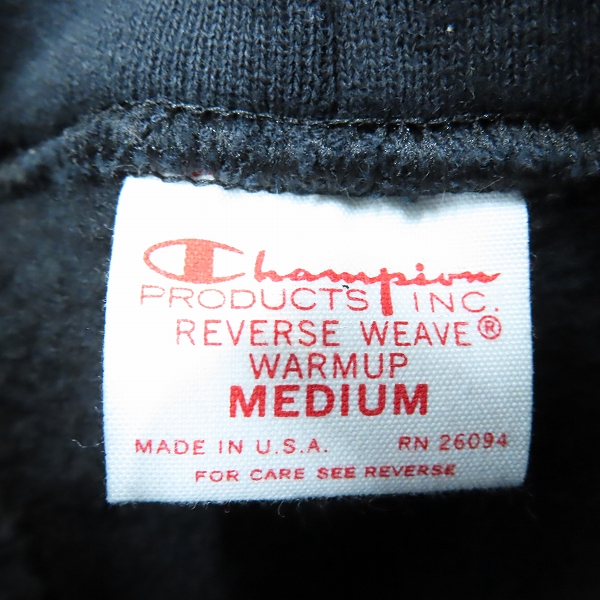 Champion
PRODUCTS INC.
REVERSE WEAVE®
WARMUP
MEDIUM
MADE IN U.S.A. RN 26094
FOR CARE SEE REVERSE